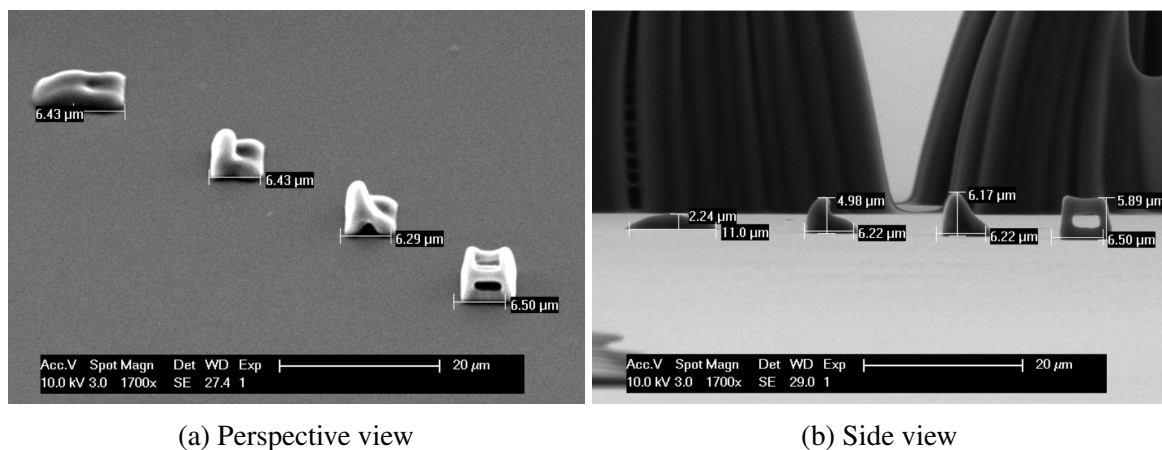 6.43 µm
6.43 µm
6.29 µm
6.50 µm
Acc.V Spot Magn Det WD Exp
10.0 kV 3.0 1700x SE 27.4 1
20 µm
4.98 µm
6.17 µm
5.89 µm
2.24 µm
11.0 µm
6.22 µm
6.22 µm
6.50 µm
Acc.V Spot Magn Det WD Exp
10.0 kV 3.0 1700x SE 29.0 1
20 µm
(a) Perspective view
(b) Side view